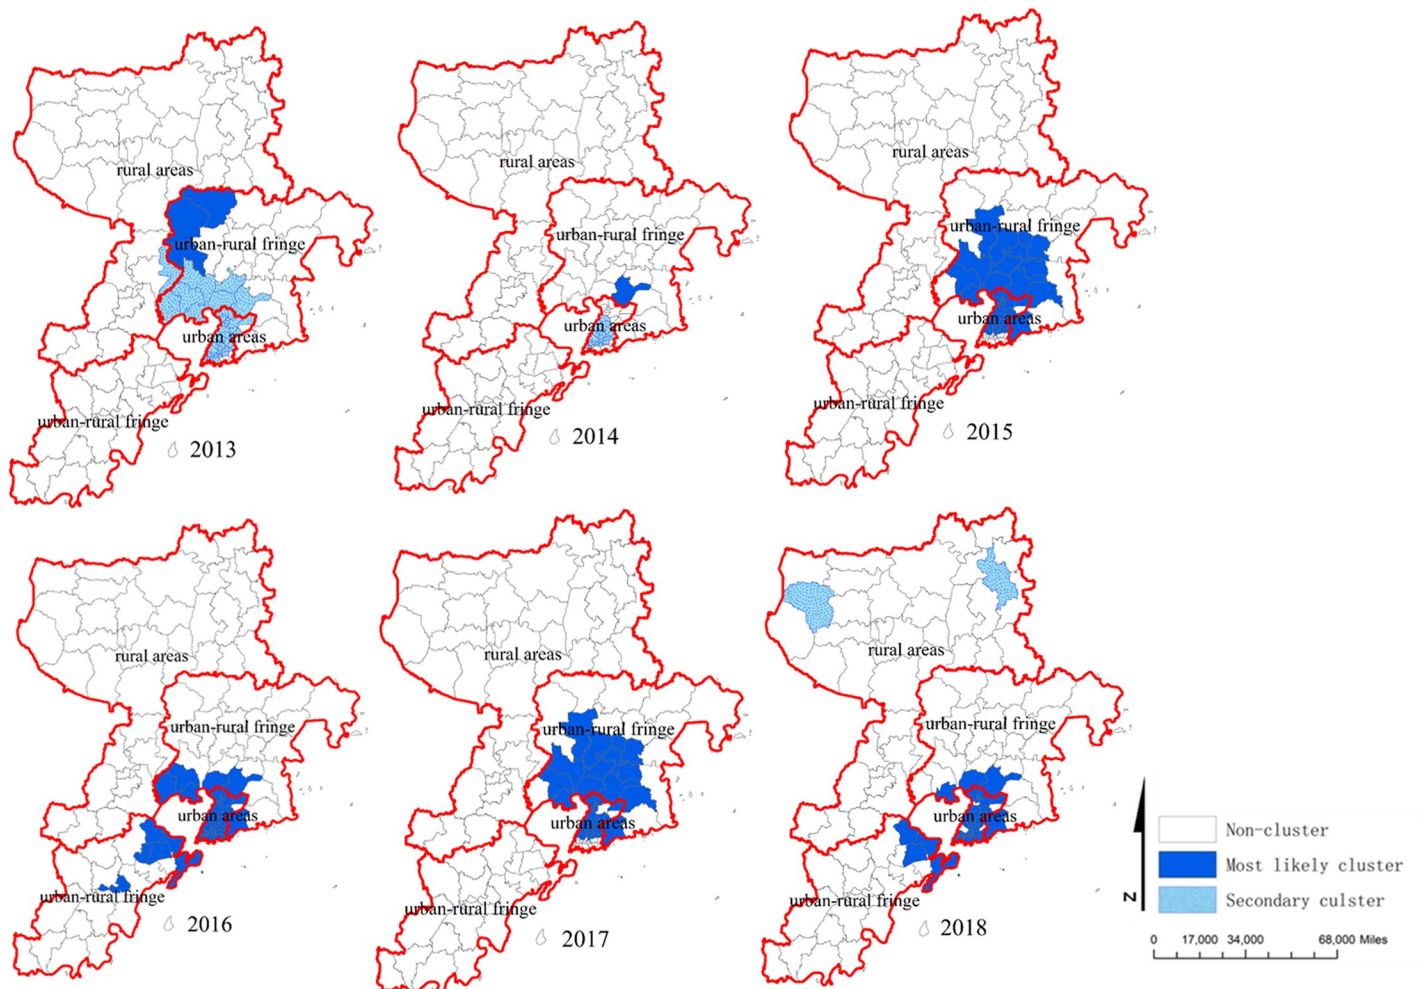 rural areas
urban-rural fringe
urban areas
urban-rural fringe
2013
rural areas
urban-rural fringe
urban areas
urban-rural fringe
2014
rural areas
urban-rural fringe
urban areas
urban-rural fringe
2015
rural areas
urban-rural fringe
urban areas
urban-rural fringe
2016
rural areas
urban-rural fringe
urban areas
urban-rural fringe
2017
rural areas
urban-rural fringe
urban areas
urban-rural fringe
2018
N
Non-cluster
Most likely cluster
Secondary culster
0 17,000 34,000 68,000 Miles